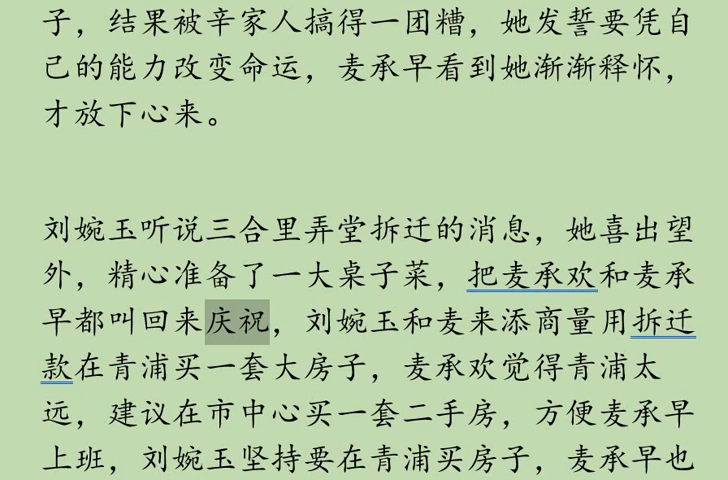 子，结果被辛家人搞得一团糟，她发誓要凭自
己的能力改变命运，麦承早看到她渐渐释怀，
才放下心来。
刘婉玉听说三合里弄堂拆迁的消息，她喜出望
外，精心准备了一大桌子菜，把麦承欢和麦承
早都叫回来庆祝，刘婉玉和麦来添商量用拆迁
款在青浦买一套大房子，麦承欢觉得青浦太
远，建议在市中心买一套二手房，方便麦承早
上班，刘婉玉坚持要在青浦买房子，麦承早也